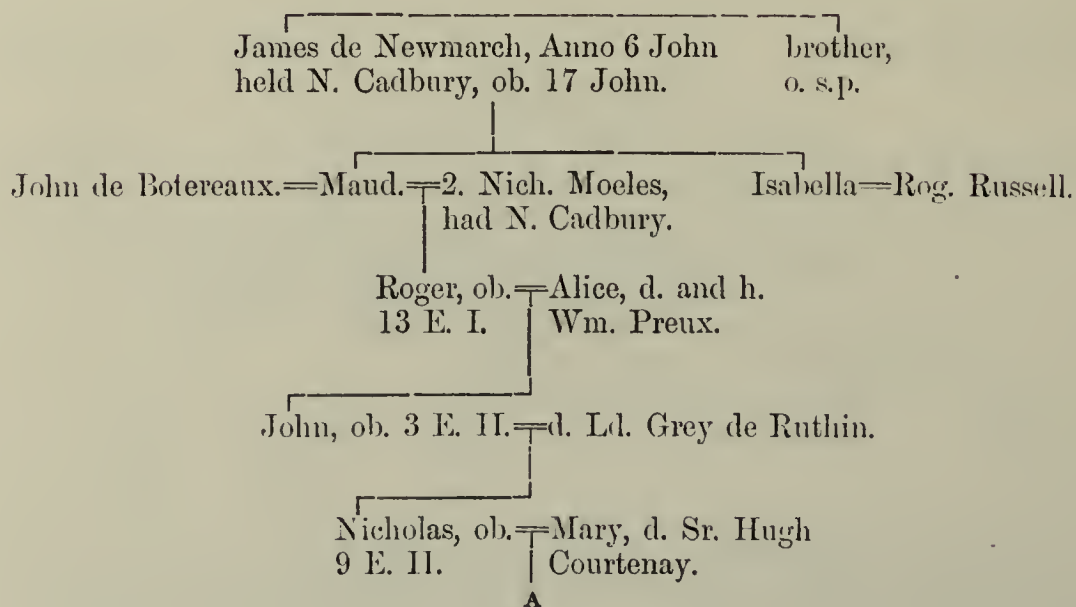 James de Newmarch, Anno 6 John brother,
held N. Cadbury, ob. 17 John. o. s.p.
John de Botereaux.=Maud.=2. Nich. Moeles, Isabella=Rog. Russell.
had N. Cadbury.
Roger, ob.=Alice, d. and h.
13 E. I. Wm. Preux.
John, ob. 3 E. II.=d. Ld. Grey de Ruthin.
Nicholas, ob.=Mary, d. Sr. Hugh
9 E. II. Courtenay.
A